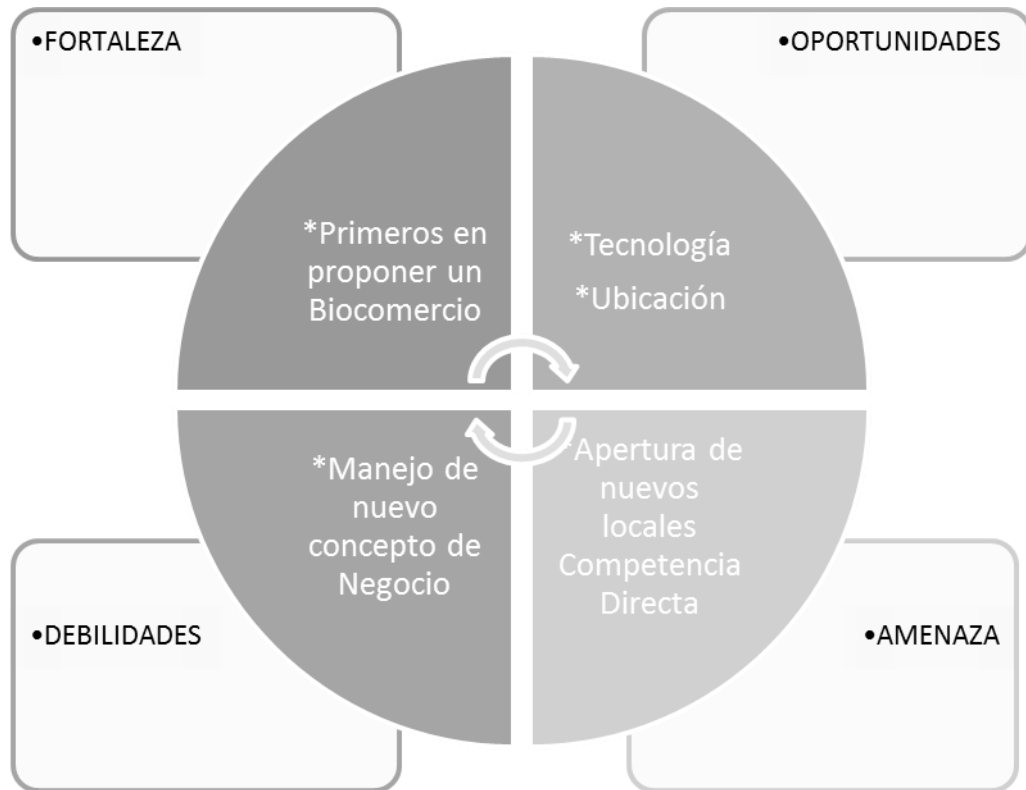 •FORTALEZA
•OPORTUNIDADES
*Primeros en
proponer un
Biocomercio
*Tecnología
*Ubicación
*Manejo de
nuevo
concepto de
Negocio
*Apertura de
nuevos
locales
Competencia
Directa
•DEBILIDADES
•AMENAZA